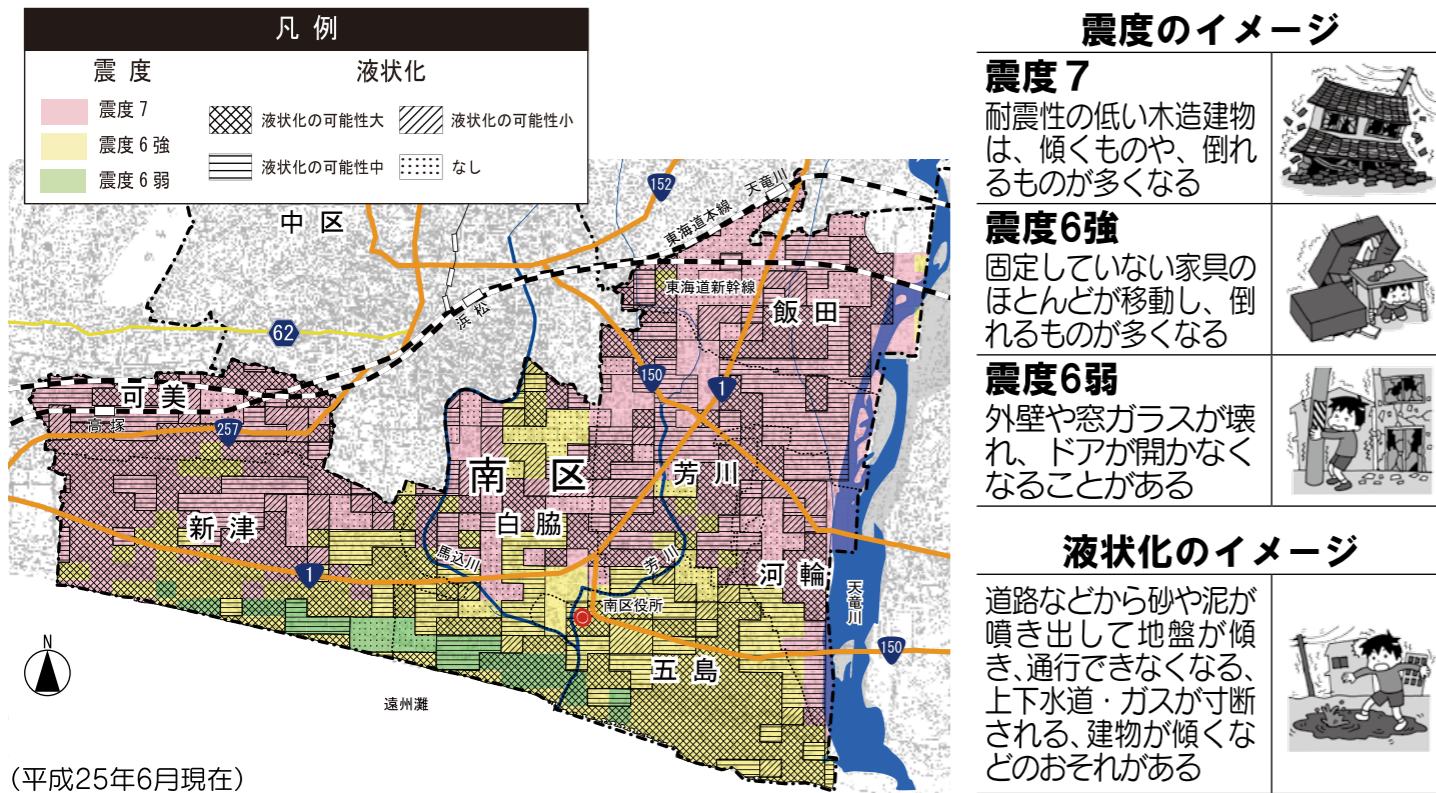 凡例
震度
液状化
震度7
震度6強
震度6弱
液状化の可能性大
液状化の可能性小
液状化の可能性中
なし
中区
152
天竜川
東海道本線
東海道新幹線
浜松
62
飯田
150
1
可美
高塚
257
南区
芳川
新津
白脇
馬込川
芳川
河輪
1
南区役所
天竜川
五島
150
N
遠州灘
(平成25年6月現在)
震度のイメージ
震度7
耐震性の低い木造建物
は、傾くものや、倒れ
るものが多くなる
震度6強
固定していない家具の
ほとんどが移動し、倒
れるものが多くなる
震度6弱
外壁や窓ガラスが壊
れ、ドアが開かなく
なることがある
液状化のイメージ
道路などから砂や泥が
噴き出して地盤が傾
き、通行できなくなる、
上下水道・ガスが寸断
される、建物が傾くな
どのおそれがある